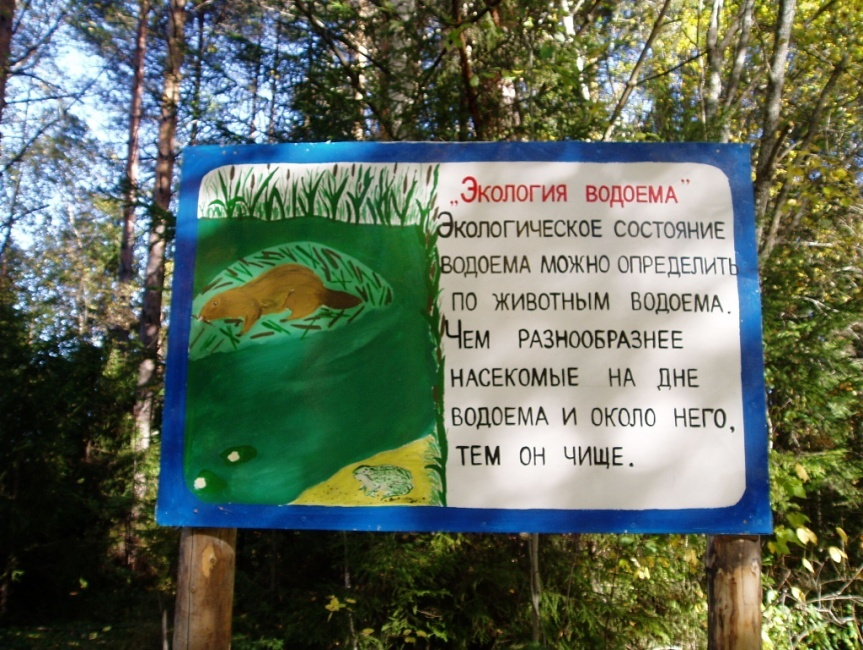 „Экология водоема"
Экологическое состояние
водоема можно определить
по животным водоема.
Чем разнообразнее
насекомые на дне
водоема и около него,
тем он чище.